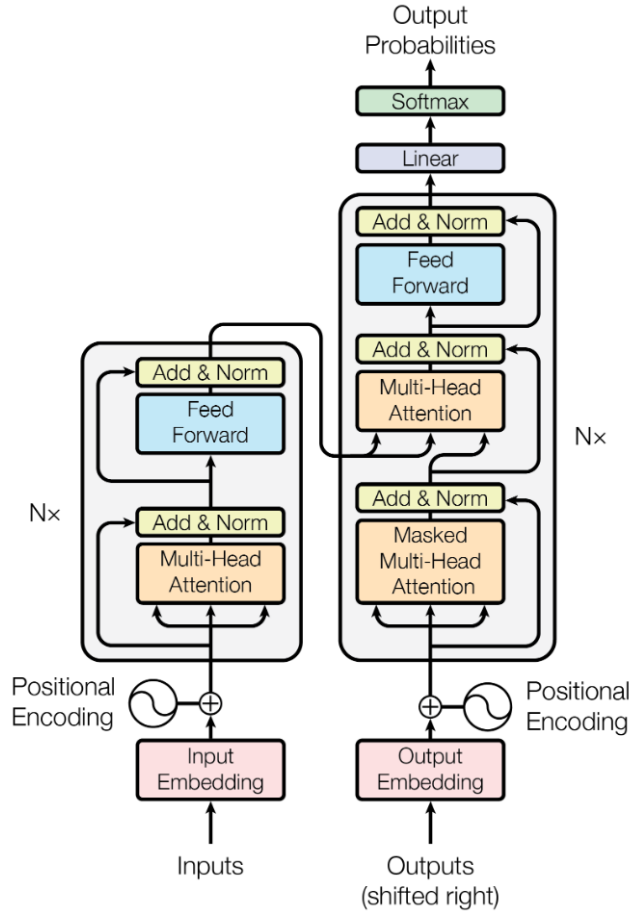 Output
Probabilities
Softmax
Linear
Add & Norm
Feed
Forward
Add & Norm
Multi-Head
Attention
Add & Norm
Masked
Multi-Head
Attention
Nx
Add & Norm
Feed
Forward
Add & Norm
Multi-Head
Attention
Nx
Positional
Encoding
Positional
Encoding
Input
Embedding
Output
Embedding
Inputs
Outputs
(shifted right)